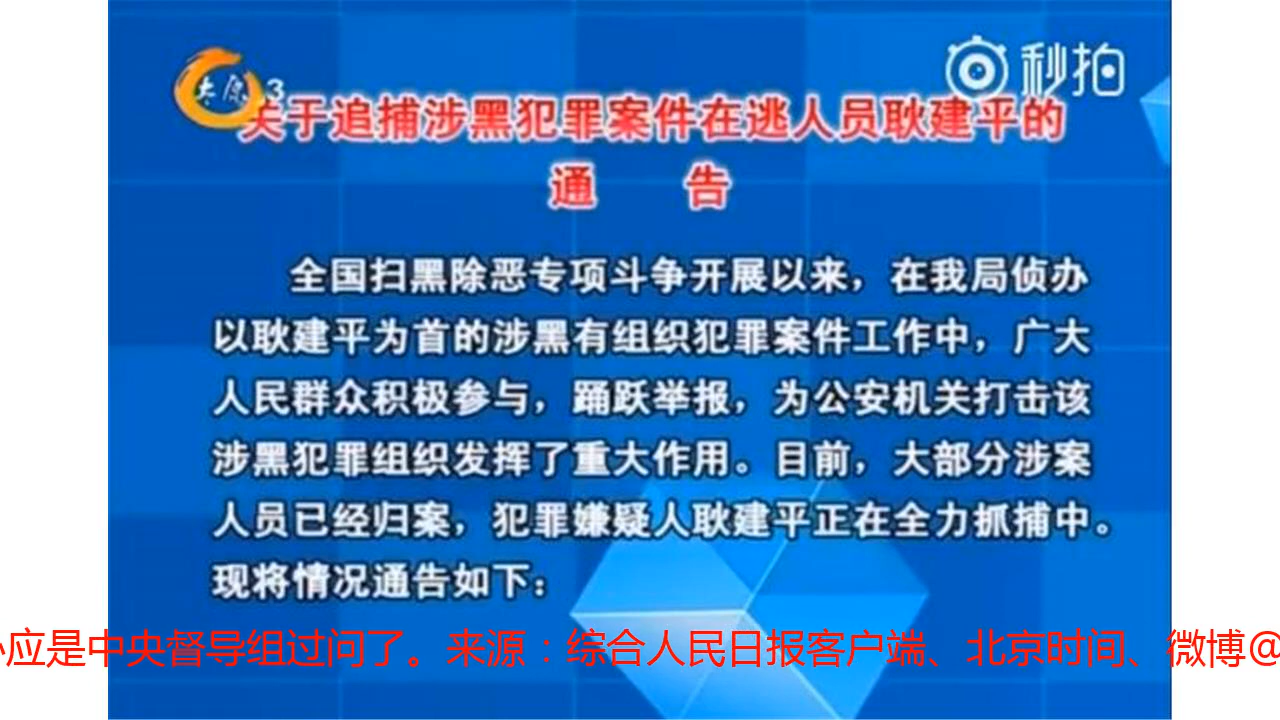 太原 3
秒拍
关于追捕涉黑犯罪案件在逃人员耿建平的
通 告
全国扫黑除恶专项斗争开展以来，在我局侦办
以耿建平为首的涉黑有组织犯罪案件工作中，广大
人民群众积极参与，踊跃举报，为公安机关打击该
涉黑犯罪组织发挥了重大作用。目前，大部分涉案
人员已经归案，犯罪嫌疑人耿建平正在全力抓捕中。
现将情况通告如下：
应是中央督导组过问了。来源：综合人民日报客户端、北京时间、微博@